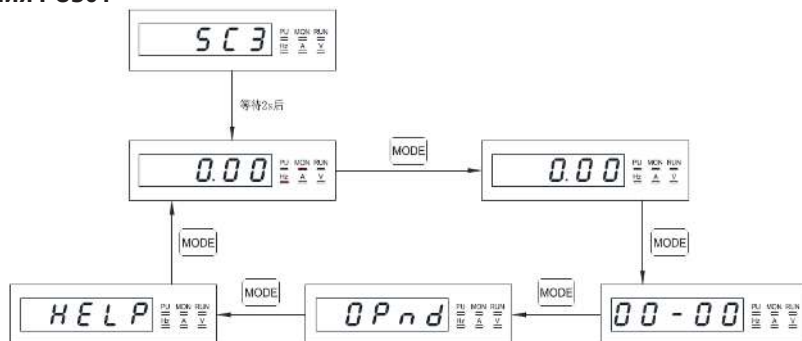 SC3
PU MON RUN
Hz A V
等待2s后
0.00
PU MON RUN
Hz A V
MODE
0.00
PU MON RUN
Hz A V
MODE
MODE
HELP
PU MON RUN
Hz A V
MODE
OPnd
PU MON RUN
Hz A V
MODE
00-00
PU MON RUN
Hz A V